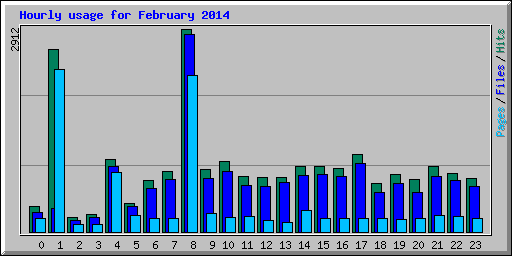 Hourly usage for February 2014
2912
Pages/Files/Hits
0 1 2 3 4 5 6 7 8 9 10 11 12 13 14 15 16 17 18 19 20 21 22 23